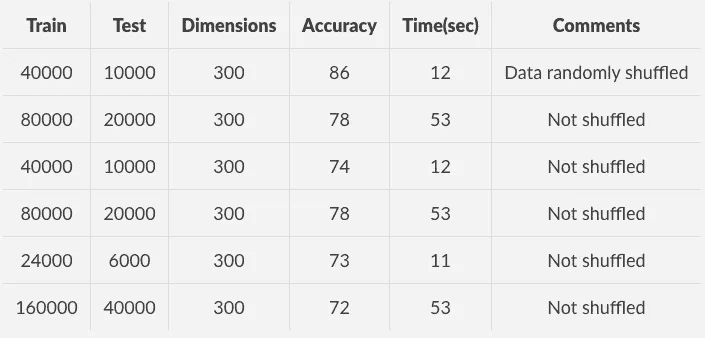 Train Test Dimensions Accuracy Time(sec) Comments
40000 10000 300 86 12 Data randomly shuffled
80000 20000 300 78 53 Not shuffled
40000 10000 300 74 12 Not shuffled
80000 20000 300 78 53 Not shuffled
24000 6000 300 73 11 Not shuffled
160000 40000 300 72 53 Not shuffled